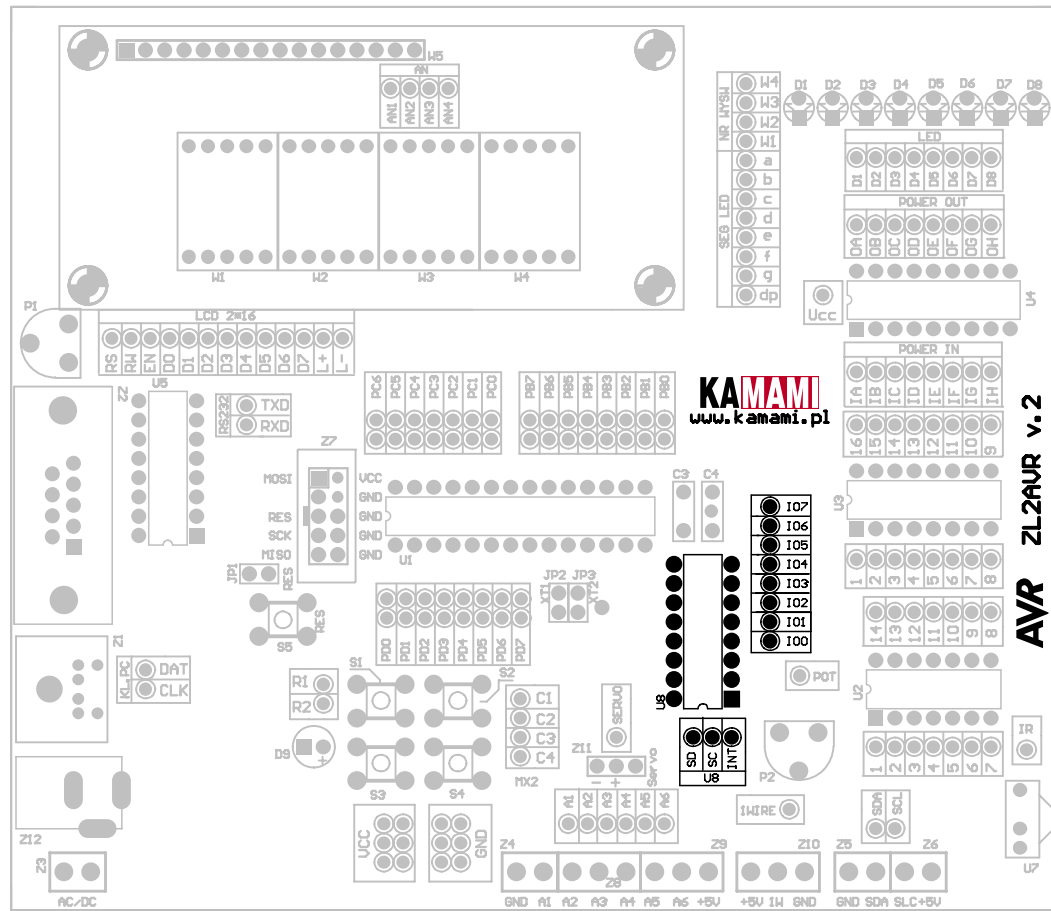 W5
AN
AN1 AN2 AN3 AN4
W1 W2 W3 W4
NR WYSW
W4
W3
W2
W1
SEG LED
a
b
c
d
e
f
g
dp
D1 D2 D3 D4 D5 D6 D7 D8
LED
D1 D2 D3 D4 D5 D6 D7 D8
POWER OUT
OA OB OC OD OE OF OG OH
Ucc
U4
P1
LCD 2*16
RS RW EN D0 D1 D2 D3 D4 D5 D6 D7 L+ L-
POWER IN
IA IB IC ID IE IF IG IH
16 15 14 13 12 11 10 9
U3
1 2 3 4 5 6 7 8
Z2
U5
RS232
TXD
RXD
PC6 PC5 PC4 PC3 PC2 PC1 PC0
PB7 PB6 PB5 PB4 PB3 PB2 PB1 PB0
KAMAMI
www.kamami.pl
Z7
MOSI VCC
GND
RES GND
SCK GND
MISO GND
U1
C3 C4
IO7
IO6
IO5
IO4
IO3
IO2
IO1
IO0
AVR ZL2AVR v.2
JP1
RES
S5
RES
JP2 JP3
XT1 XT2
PD0 PD1 PD2 PD3 PD4 PD5 PD6 PD7
14 13 12 11 10 9 8
U2
1 2 3 4 5 6 7
Z1
KL.PC
DAT
CLK
R1
R2
D9
+
S1 S2
S3 S4
C1
C2
C3
C4
MX2
SERVO
Z11
- +
Servo
U8
SD SC INT
U8
POT
P2
IR
1WIRE
SDA SCL
U7
Z12
Z3
AC/DC
VCC
GND
A1 A2 A3 A4 A5 A6
Z4 Z8 Z9
GND A1 A2 A3 A4 A5 A6 +5V
Z10
+5V 1W GND
Z5 Z6
GND SDA SLC+5V